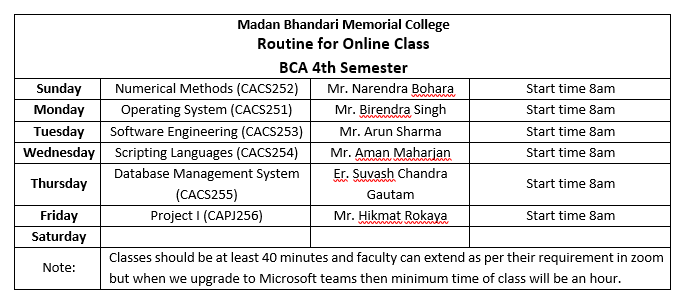 Madan Bhandari Memorial College
Routine for Online Class
BCA 4th Semester
Sunday Numerical Methods (CACS252) Mr. Narendra Bohara Start time 8am
Monday Operating System (CACS251) Mr. Birendra Singh Start time 8am
Tuesday Software Engineering (CACS253) Mr. Arun Sharma Start time 8am
Wednesday Scripting Languages (CACS254) Mr. Aman Maharjan Start time 8am
Thursday Database Management System (CACS255) Er. Suvash Chandra Gautam Start time 8am
Friday Project I (CAPJ256) Mr. Hikmat Rokaya Start time 8am
Saturday
Note: Classes should be at least 40 minutes and faculty can extend as per their requirement in zoom
but when we upgrade to Microsoft teams then minimum time of class will be an hour.